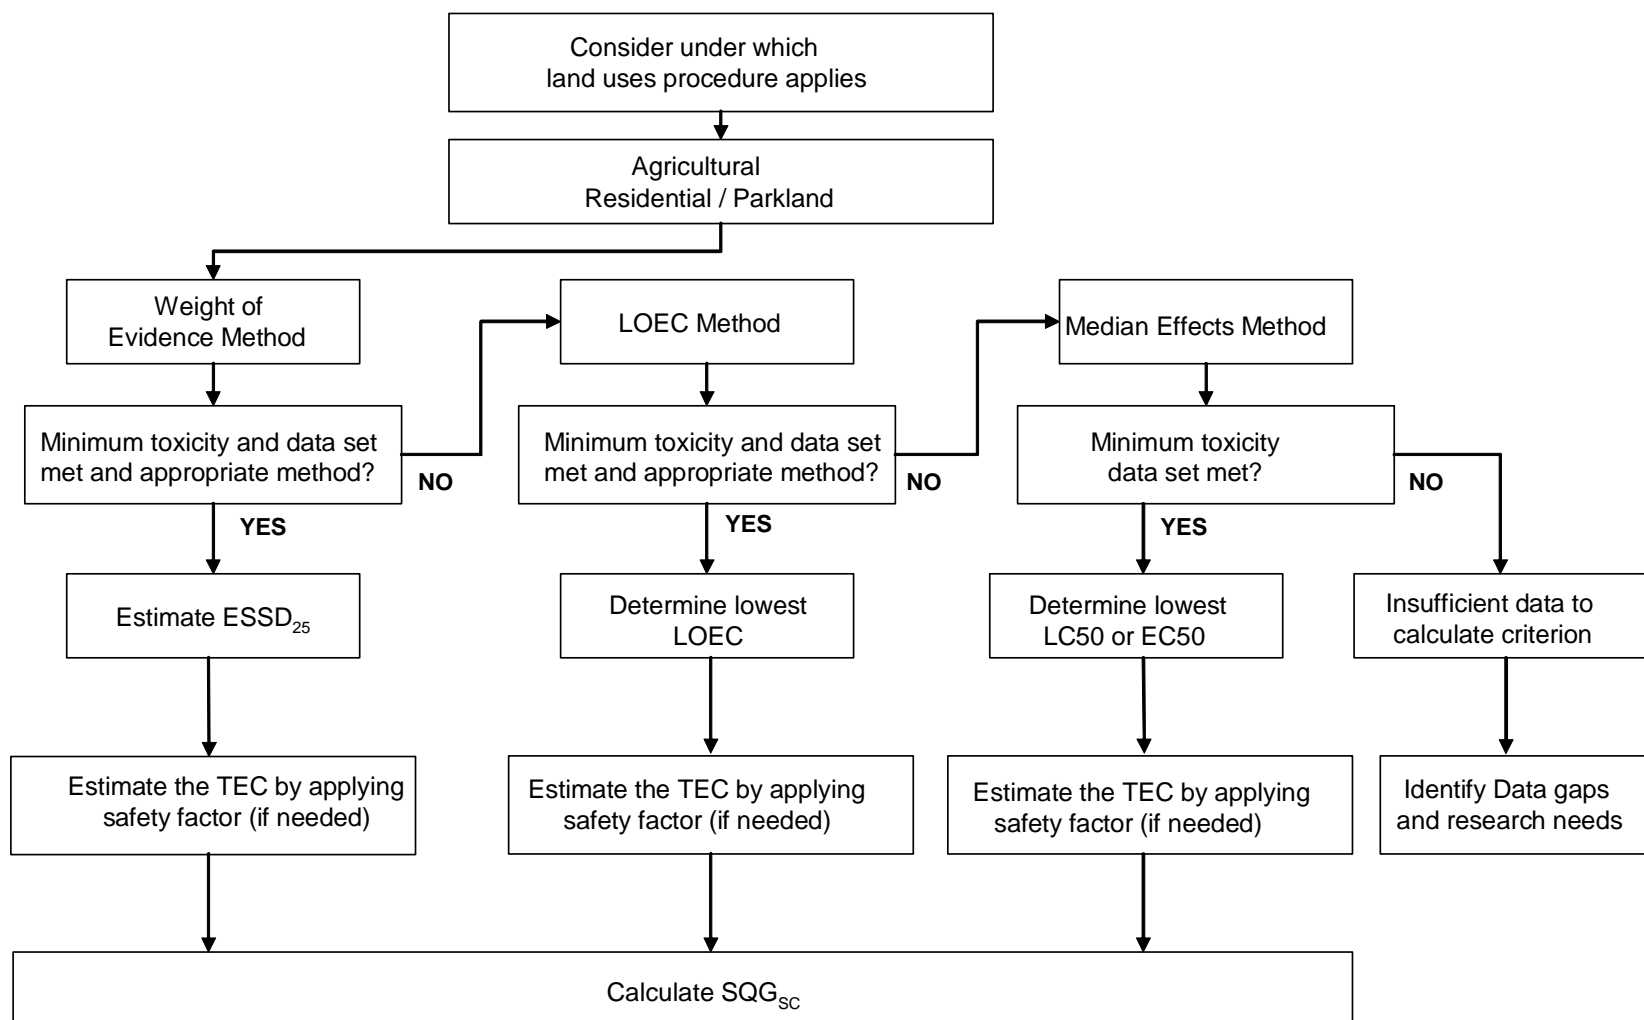 Consider under which
land uses procedure applies
Agricultural
Residential / Parkland
Weight of
Evidence Method
LOEC Method
Median Effects Method
Minimum toxicity and data set
met and appropriate method?
NO
YES
Minimum toxicity and data set
met and appropriate method?
NO
YES
Minimum toxicity
data set met?
NO
YES
Estimate ESSD25
Determine lowest
LOEC
Determine lowest
LC50 or EC50
Insufficient data to
calculate criterion
Estimate the TEC by applying
safety factor (if needed)
Estimate the TEC by applying
safety factor (if needed)
Estimate the TEC by applying
safety factor (if needed)
Identify Data gaps
and research needs
Calculate SQGSC